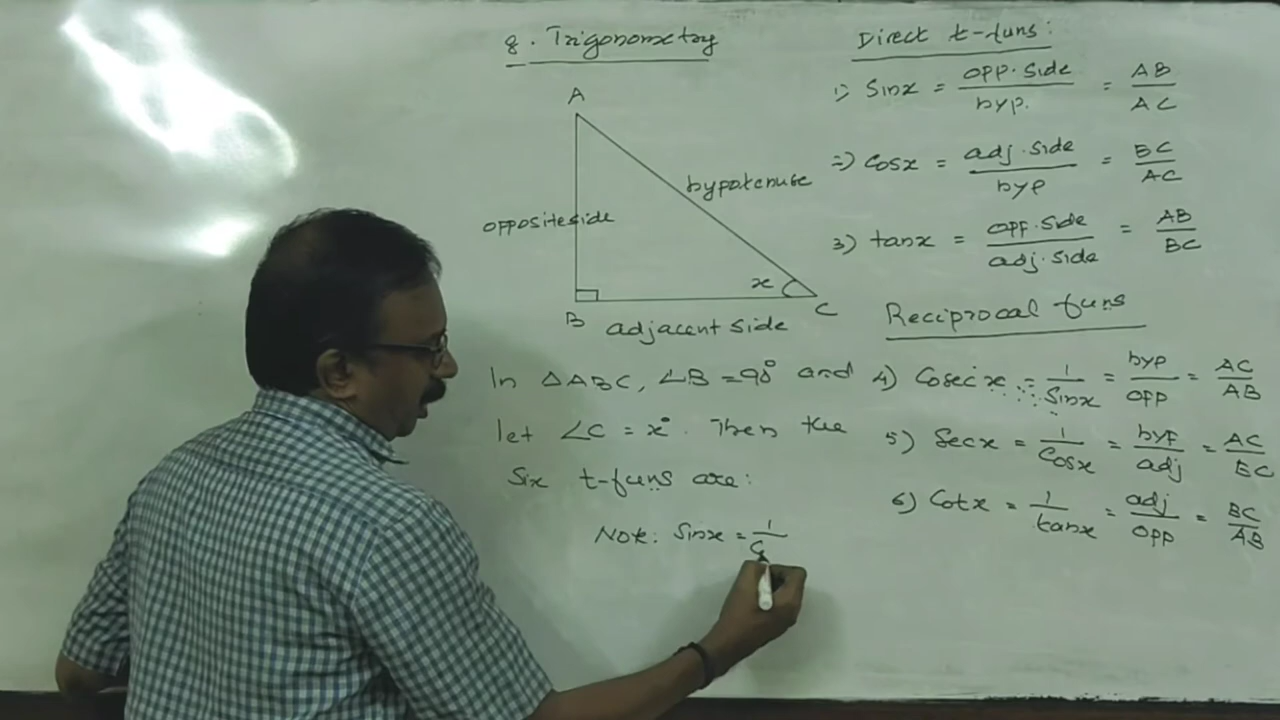 8. Trigonometry
A
hypotenuse
opposite side
x
B
C
adjacent side
In △ABC, ∠B = 90° and
let ∠C = x°. Then the
Six t-funs are:
Note: Sinx = 1/C
Direct t-funs:
1) Sinx = opp. side/hyp. = AB/AC
2) Cosx = adj. side/hyp = BC/AC
3) tanx = opp. side/adj. side = AB/BC
Reciprocal funs
4) Cosec x = 1/Sinx = hyp/opp = AC/AB
5) Secx = 1/Cosx = hyp/adj = AC/BC
6) Cotx = 1/tanx = adj/opp = BC/AB